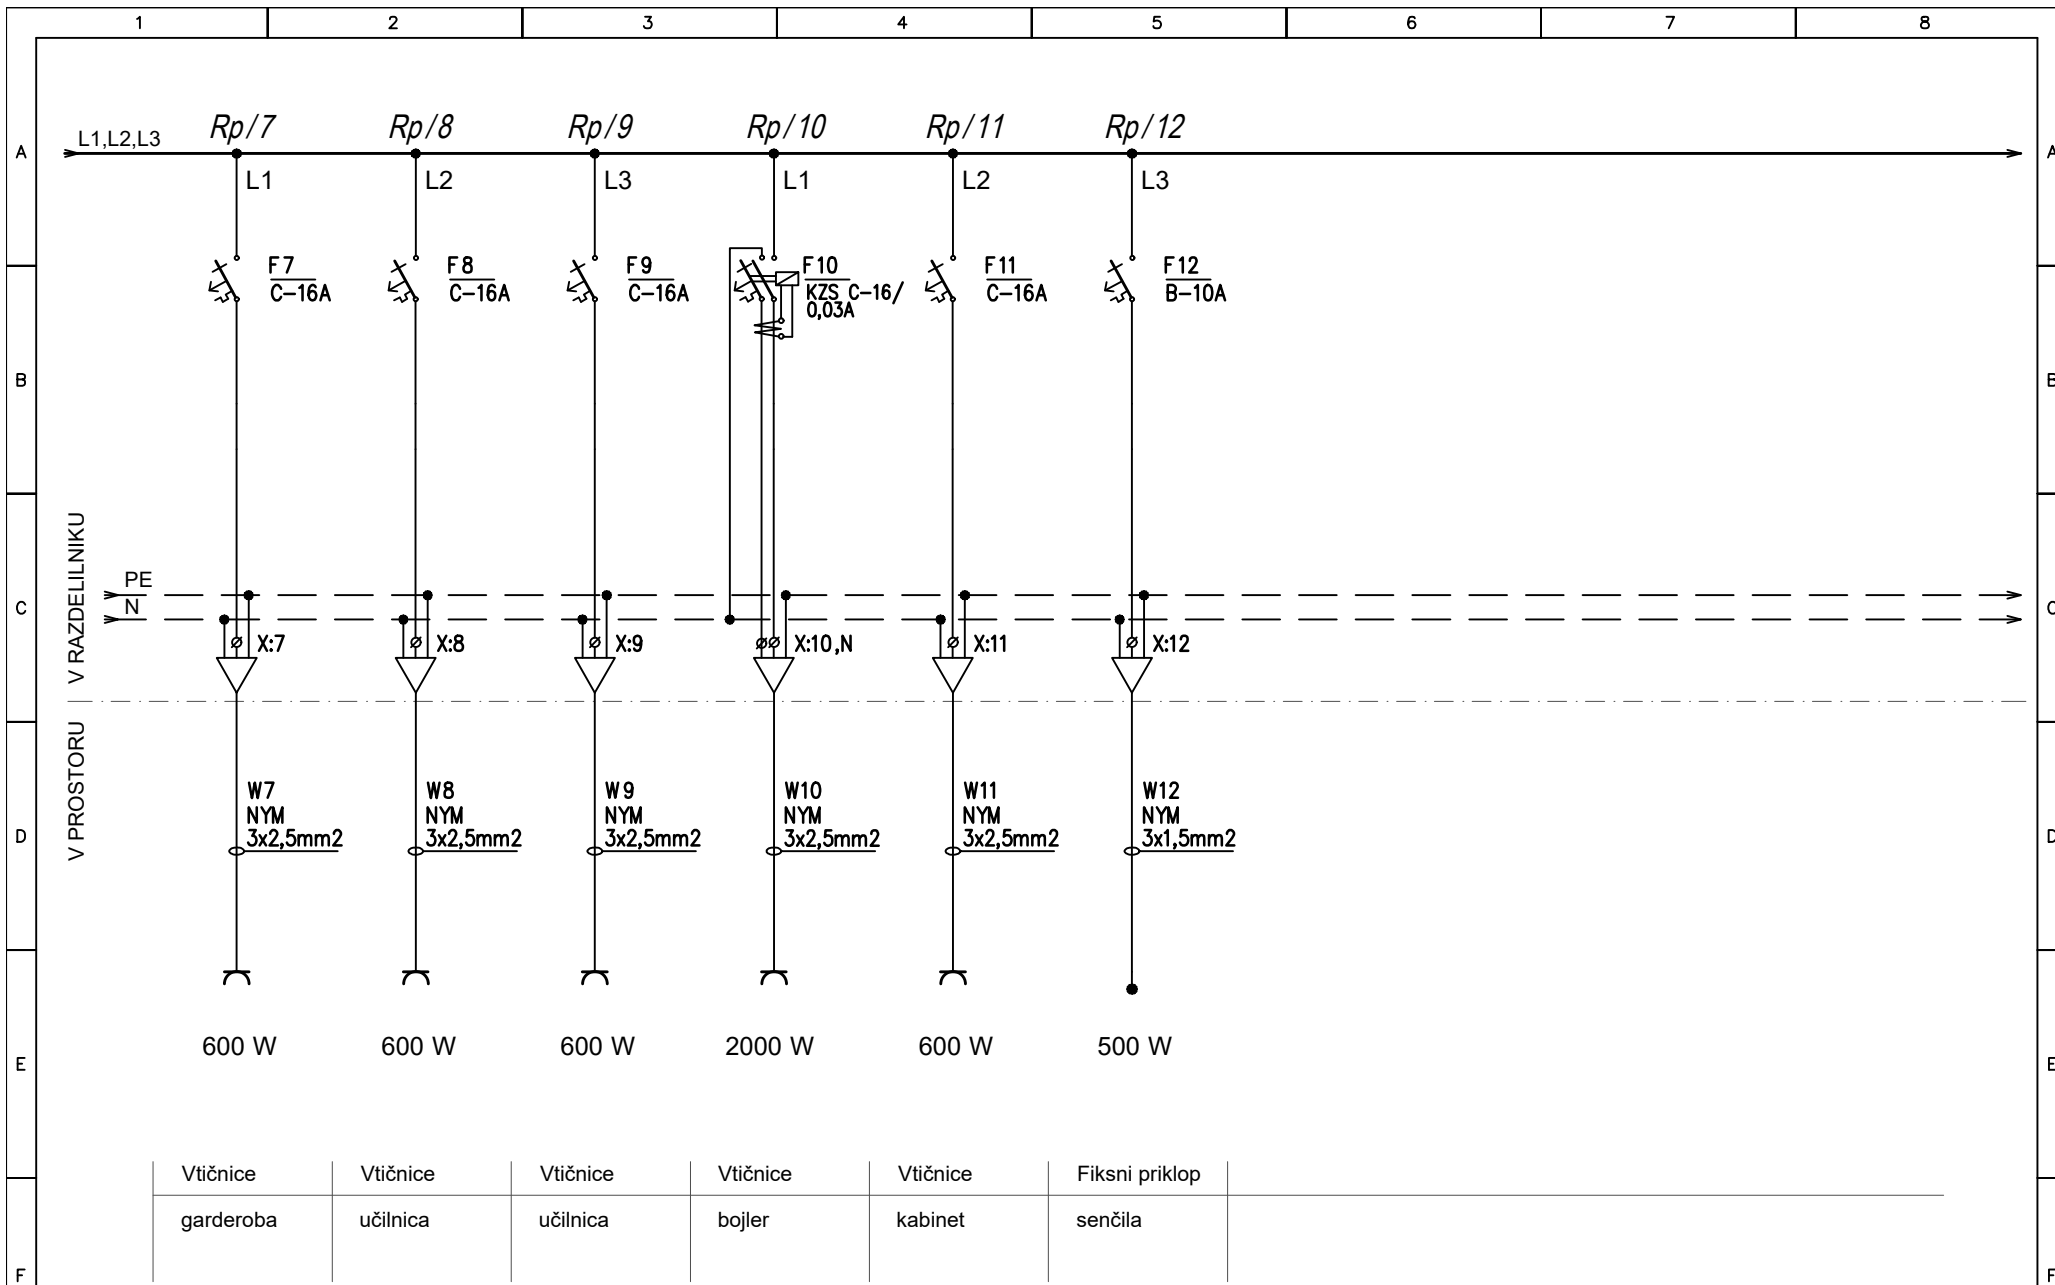 1 2 3 4 5 6 7 8
Rp/7 Rp/8 Rp/9 Rp/10 Rp/11 Rp/12
L1,L2,L3
A A
L1 L2 L3 L1 L2 L3
F7 F8 F9 F10 F11 F12
C-16A C-16A C-16A KZS C-16/ C-16A B-10A
0,03A
B B
V RAZDELILNIKU
PE
N
C C
X:7 X:8 X:9 X:10,N X:11 X:12
V PROSTORU
W7 W8 W9 W10 W11 W12
NYM NYM NYM NYM NYM NYM
3x2,5mm2 3x2,5mm2 3x2,5mm2 3x2,5mm2 3x2,5mm2 3x1,5mm2
D D
600 W 600 W 600 W 2000 W 600 W 500 W
E E
Vtičnice Vtičnice Vtičnice Vtičnice Vtičnice Fiksni priklop
garderoba učilnica učilnica bojler kabinet senčila
F F